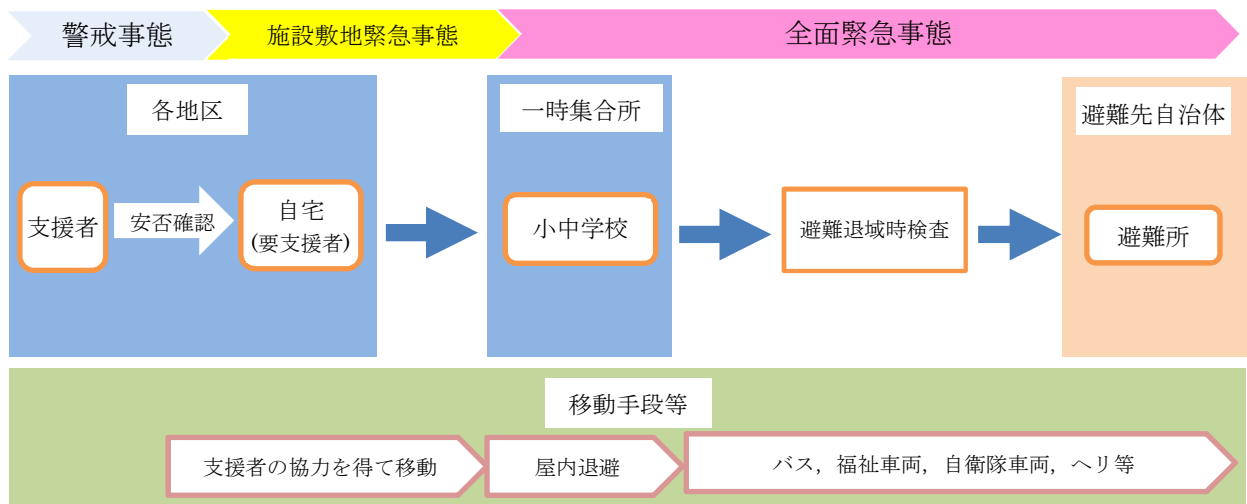 警戒事態
施設敷地緊急事態
全面緊急事態
各地区
一時集合所
避難先自治体
支援者
安否確認
自宅
(要支援者)
小中学校
避難退域時検査
避難所
移動手段等
支援者の協力を得て移動
屋内退避
バス，福祉車両，自衛隊車両，ヘリ等